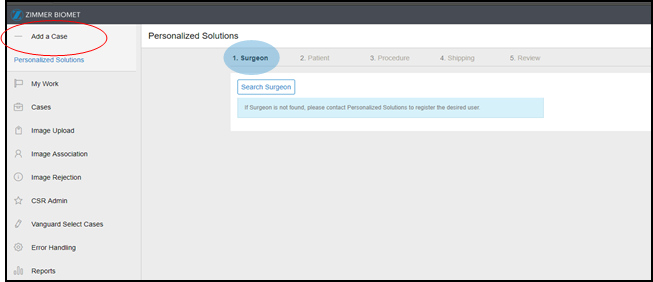 ZIMMER BIOMET
Add a Case
Personalized Solutions
My Work
Cases
Image Upload
Image Association
Image Rejection
CSR Admin
Vanguard Select Cases
Error Handling
Reports
Personalized Solutions
1. Surgeon 2. Patient 3. Procedure 4. Shipping 5. Review
Search Surgeon
If Surgeon is not found, please contact Personalized Solutions to register the desired user.